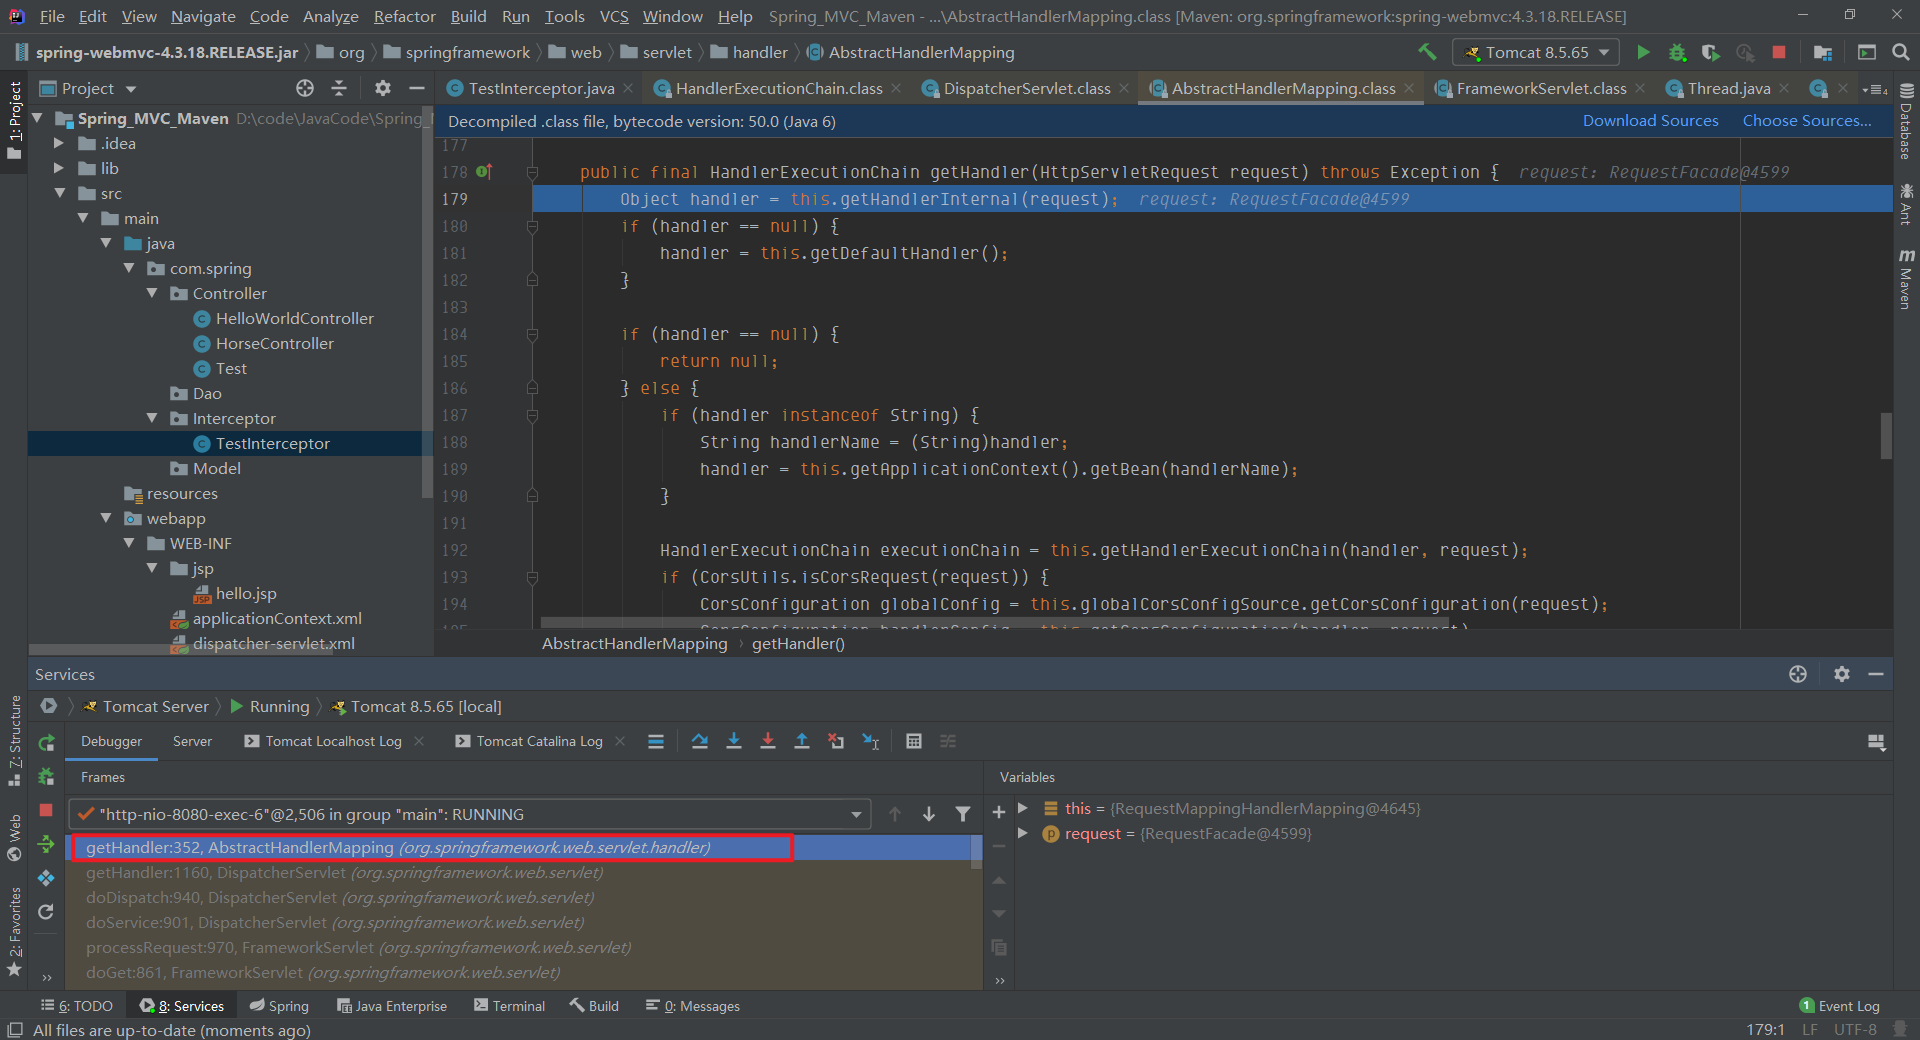 File Edit View Navigate Code Analyze Refactor Build Run Tools VCS Window Help Spring_MVC_Maven - ...\AbstractHandlerMapping.class [Maven: org.springframework:spring-webmvc:4.3.18.RELEASE]
spring-webmvc-4.3.18.RELEASE.jar org springframework web servlet handler AbstractHandlerMapping Tomcat 8.5.65
1: Project
Project
Spring_MVC_Maven D:\code\JavaCode\Spring_
.idea
lib
src
main
java
com.spring
Controller
HelloWorldController
HorseController
Test
Dao
Interceptor
TestInterceptor
Model
resources
webapp
WEB-INF
jsp
hello.jsp
applicationContext.xml
dispatcher-servlet.xml
TestInterceptor.java HandlerExecutionChain.class DispatcherServlet.class AbstractHandlerMapping.class FrameworkServlet.class Thread.java
Decompiled .class file, bytecode version: 50.0 (Java 6) Download Sources Choose Sources...
177
178 public final HandlerExecutionChain getHandler(HttpServletRequest request) throws Exception { request: RequestFacade@4599
179 Object handler = this.getHandlerInternal(request); request: RequestFacade@4599
180 if (handler == null) {
181 handler = this.getDefaultHandler();
182 }
183
184 if (handler == null) {
185 return null;
186 } else {
187 if (handler instanceof String) {
188 String handlerName = (String)handler;
189 handler = this.getApplicationContext().getBean(handlerName);
190 }
191
192 HandlerExecutionChain executionChain = this.getHandlerExecutionChain(handler, request);
193 if (CorsUtils.isCorsRequest(request)) {
194 CorsConfiguration globalConfig = this.globalCorsConfigSource.getCorsConfiguration(request);
AbstractHandlerMapping › getHandler()
Database
Ant
Maven
Services
Tomcat Server Running Tomcat 8.5.65 [local]
Debugger Server Tomcat Localhost Log Tomcat Catalina Log
Frames
"http-nio-8080-exec-6"@2,506 in group "main": RUNNING
getHandler:352, AbstractHandlerMapping (org.springframework.web.servlet.handler)
getHandler:1160, DispatcherServlet (org.springframework.web.servlet)
doDispatch:940, DispatcherServlet (org.springframework.web.servlet)
doService:901, DispatcherServlet (org.springframework.web.servlet)
processRequest:970, FrameworkServlet (org.springframework.web.servlet)
doGet:861, FrameworkServlet (org.springframework.web.servlet)
Variables
this = {RequestMappingHandlerMapping@4645}
request = {RequestFacade@4599}
7: Structure
Web
2: Favorites
6: TODO 8: Services Spring Java Enterprise Terminal Build 0: Messages 1 Event Log
All files are up-to-date (moments ago) 179:1 LF UTF-8